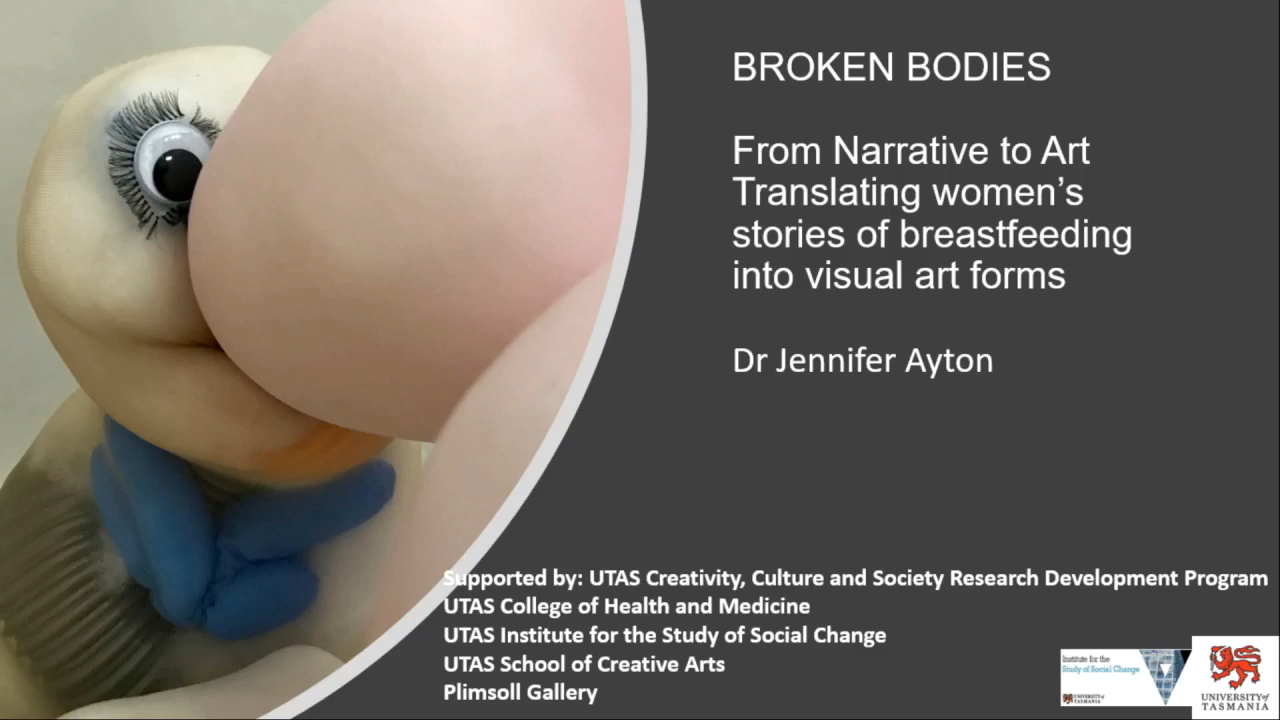 BROKEN BODIES
From Narrative to Art
Translating women's
stories of breastfeeding
into visual art forms
Dr Jennifer Ayton
Supported by: UTAS Creativity, Culture and Society Research Development Program
UTAS College of Health and Medicine
UTAS Institute for the Study of Social Change
UTAS School of Creative Arts
Plimsoll Gallery
Institute for the
Study of Social Change
UNIVERSITY of
TASMANIA
UNIVERSITY of
TASMANIA